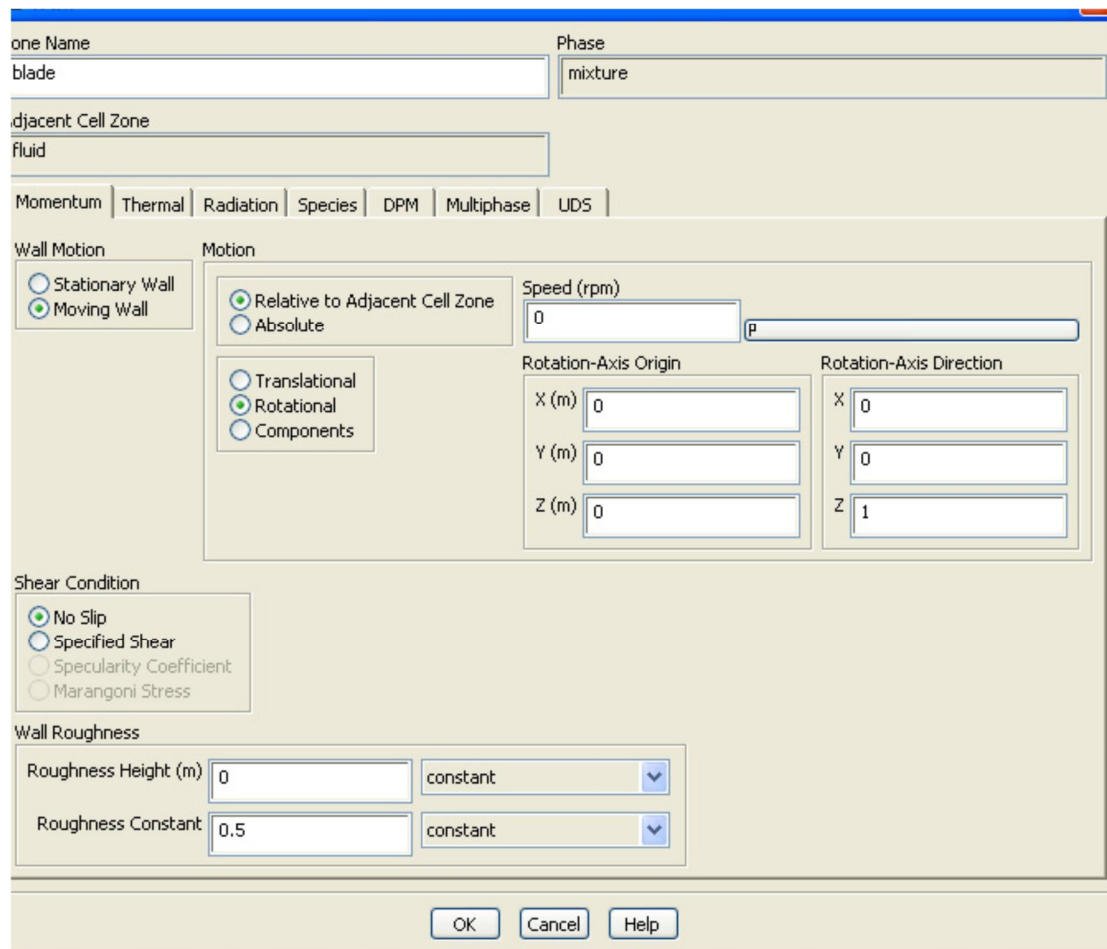 one Name
Phase
blade
mixture
djacent Cell Zone
fluid
Momentum Thermal Radiation Species DPM Multiphase UDS
Wall Motion
Motion
Stationary Wall
Moving Wall
Relative to Adjacent Cell Zone
Absolute
Speed (rpm)
0
P
Translational
Rotational
Components
Rotation-Axis Origin
X (m) 0
Y (m) 0
Z (m) 0
Rotation-Axis Direction
X 0
Y 0
Z 1
Shear Condition
No Slip
Specified Shear
Specularity Coefficient
Marangoni Stress
Wall Roughness
Roughness Height (m) 0 constant
Roughness Constant 0.5 constant
OK Cancel Help